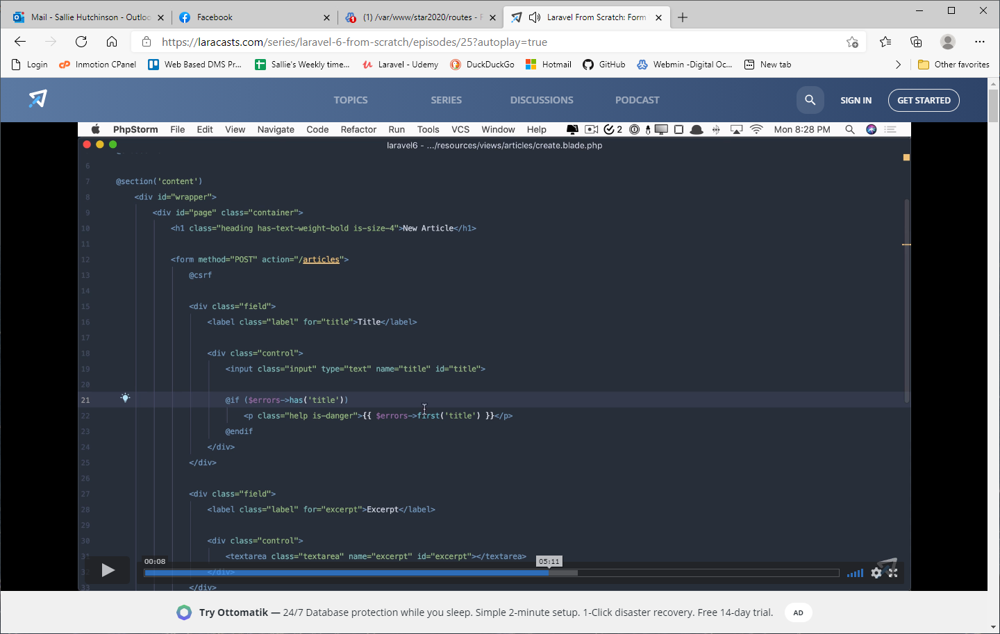 Mail - Sallie Hutchinson - Outloo
Facebook
(1) /var/www/star2020/routes - F
Laravel From Scratch: Form
https://laracasts.com/series/laravel-6-from-scratch/episodes/25?autoplay=true
Login
cP Inmotion CPanel
Web Based DMS Pr...
Sallie's Weekly time...
Laravel - Udemy
DuckDuckGo
Hotmail
GitHub
Webmin -Digital Oc...
New tab
Other favorites
TOPICS
SERIES
DISCUSSIONS
PODCAST
SIGN IN
GET STARTED
PhpStorm File Edit View Navigate Code Refactor Run Tools VCS Window Help 2 Mon 8:28 PM
laravel6 - .../resources/views/articles/create.blade.php
6
7 @section('content')
8 <div id="wrapper">
9 <div id="page" class="container">
10 <h1 class="heading has-text-weight-bold is-size-4">New Article</h1>
11
12 <form method="POST" action="/articles">
13 @csrf
14
15 <div class="field">
16 <label class="label" for="title">Title</label>
17
18 <div class="control">
19 <input class="input" type="text" name="title" id="title">
20
21 @if ($errors->has('title'))
22 <p class="help is-danger">{{ $errors->first('title') }}</p>
23 @endif
24 </div>
25 </div>
26
27 <div class="field">
28 <label class="label" for="excerpt">Excerpt</label>
29
30 <div class="control">
31 <textarea class="textarea" name="excerpt" id="excerpt"></textarea>
00:08
05:11
32 </div>
33 </div>
Try Ottomatik — 24/7 Database protection while you sleep. Simple 2-minute setup. 1-Click disaster recovery. Free 14-day trial. AD